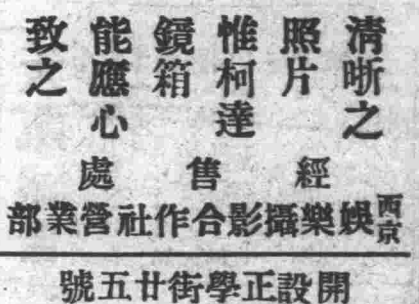 清晰之
照片
惟柯達
鏡箱
能應心
致之
經售處
西京娛樂攝影合作社營業部
開設正學街廿五號